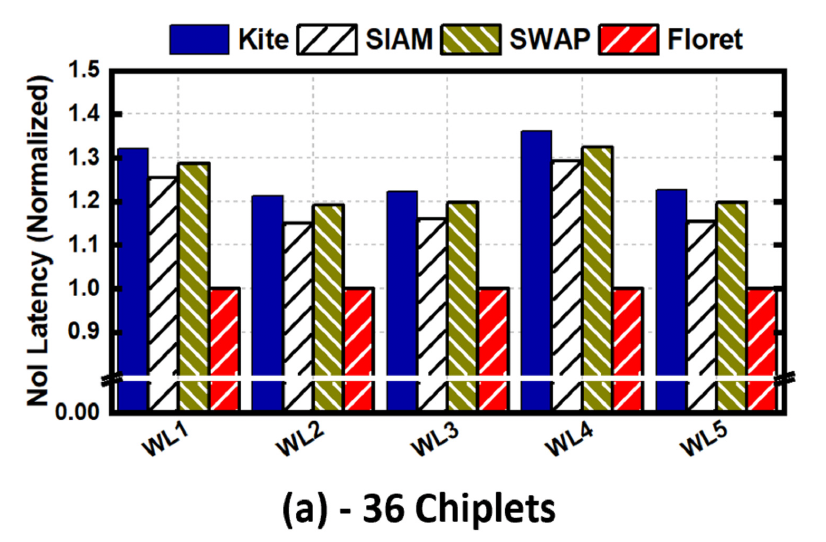 Kite SIAM SWAP Floret
NoI Latency (Normalized)
1.5
1.4
1.3
1.2
1.1
1.0
0.9
0.00
WL1 WL2 WL3 WL4 WL5
(a) - 36 Chiplets